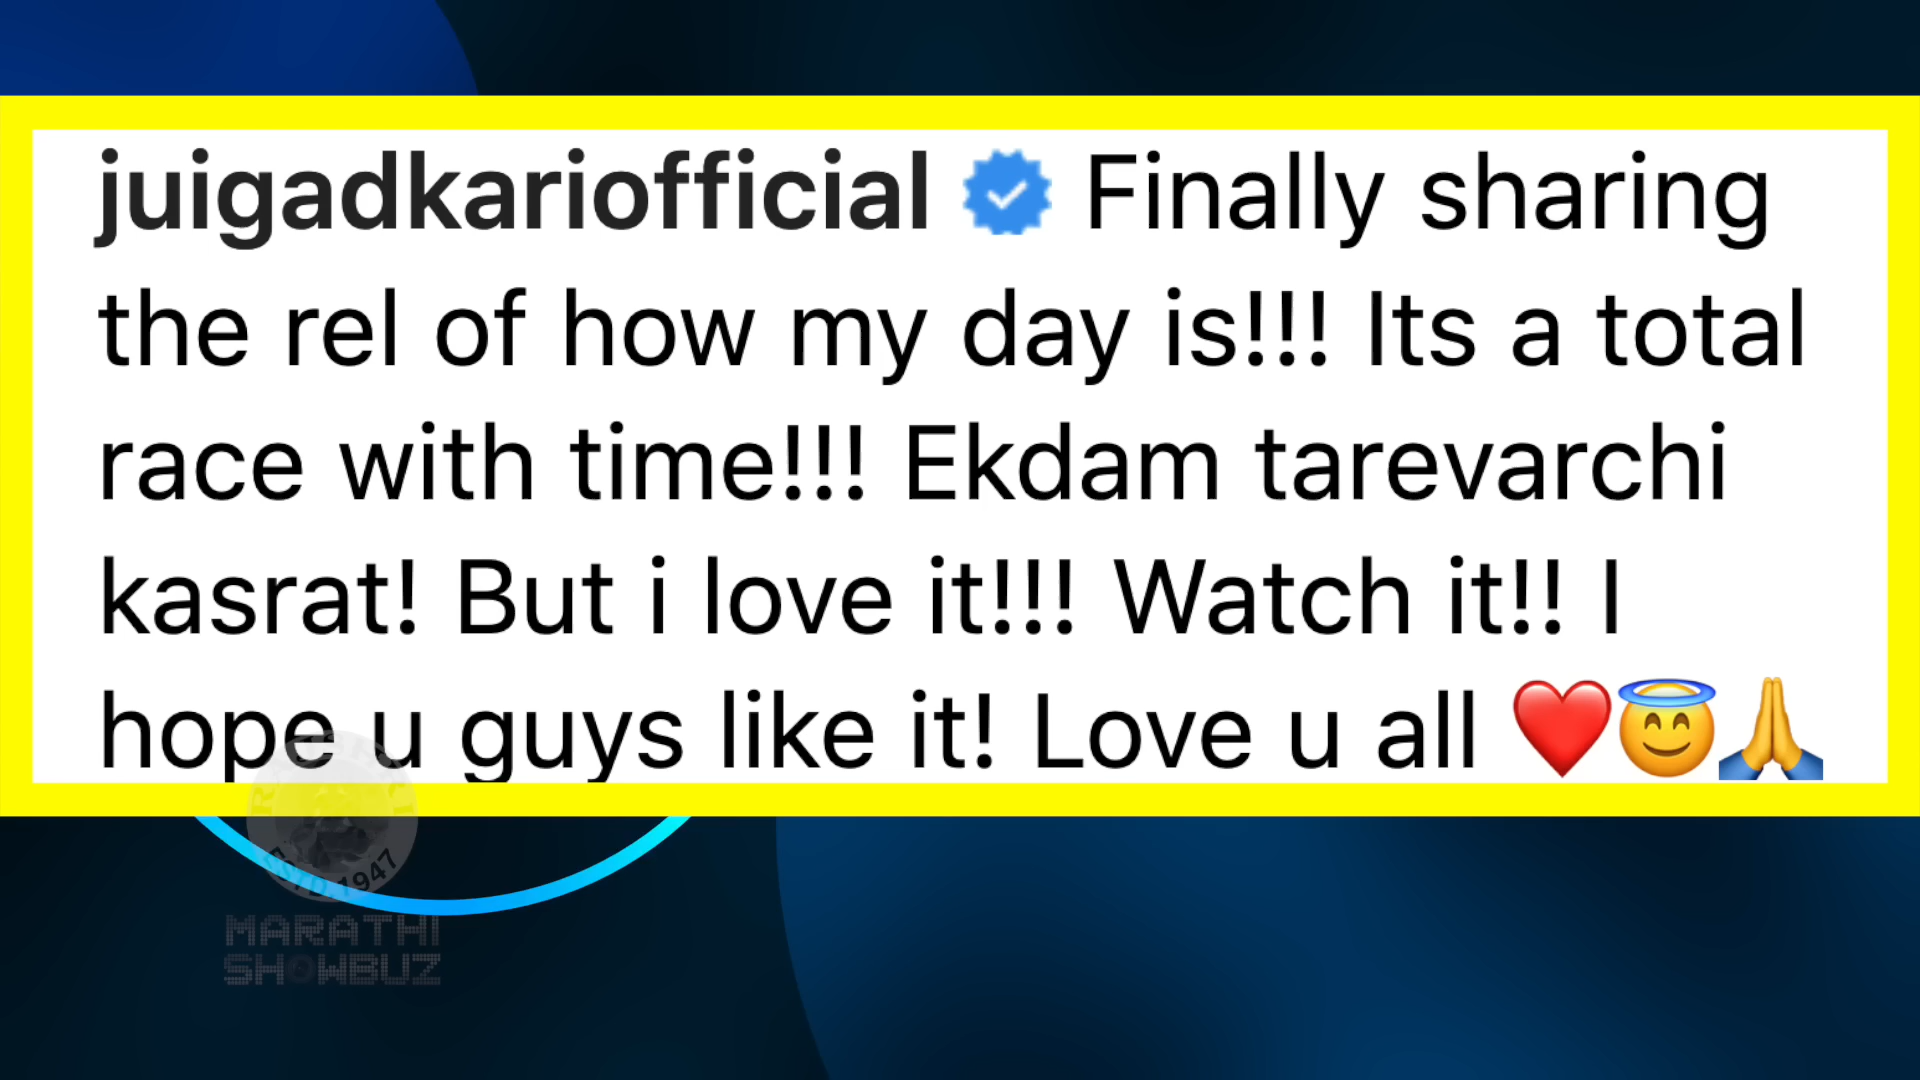 juigadkariofficial Finally sharing
the rel of how my day is!!! Its a total
race with time!!! Ekdam tarevarchi
kasrat! But i love it!!! Watch it!! I
hope u guys like it! Love u all ❤️😇🙏
1947
MARATHI
SHOWBUZ